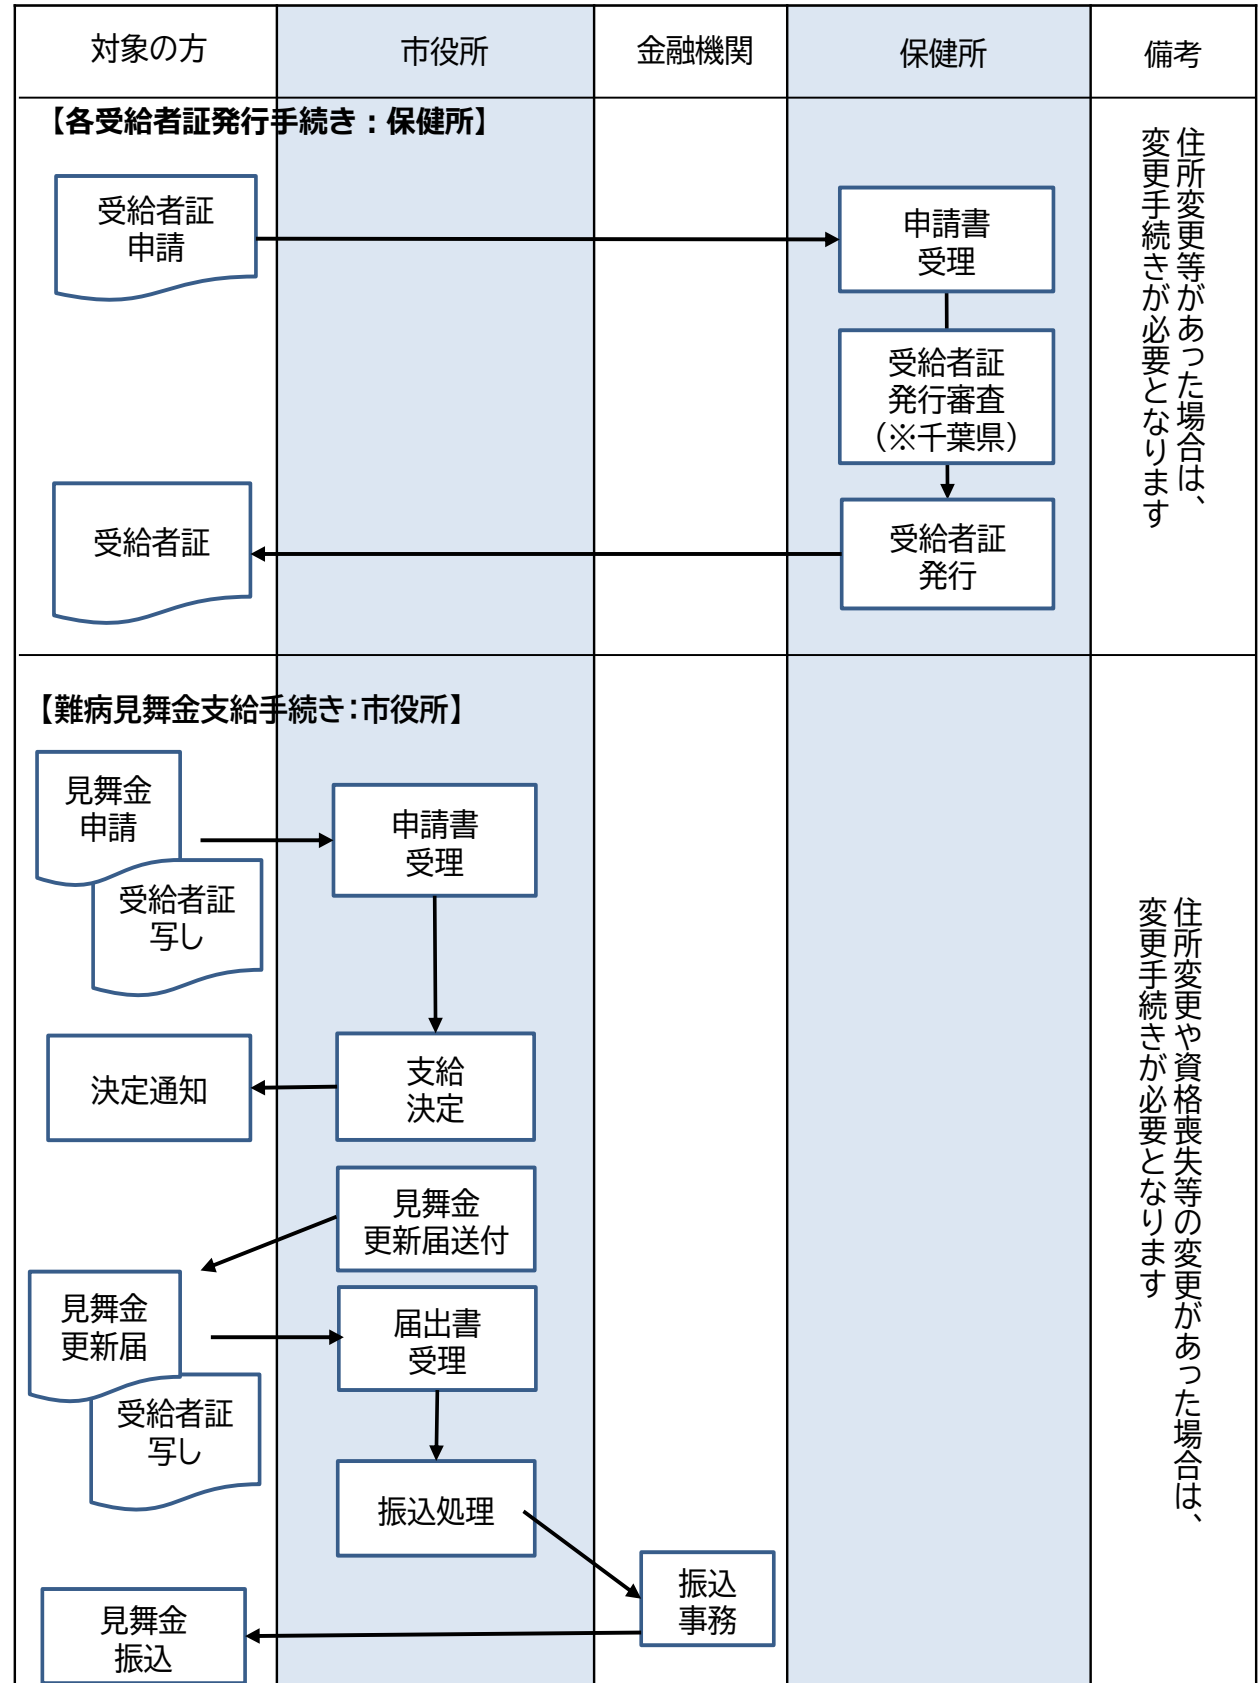 対象の方
市役所
金融機関
保健所
備考
【各受給者証発行手続き：保健所】
受給者証
申請
申請書
受理
受給者証
発行審査
（※千葉県）
受給者証
発行
受給者証
住所変更等があった場合は、
変更手続きが必要となります
【難病見舞金支給手続き：市役所】
見舞金
申請
受給者証
写し
申請書
受理
支給
決定
決定通知
見舞金
更新届送付
見舞金
更新届
受給者証
写し
届出書
受理
振込処理
振込
事務
見舞金
振込
住所変更や資格喪失等の変更があった場合は、
変更手続きが必要となります